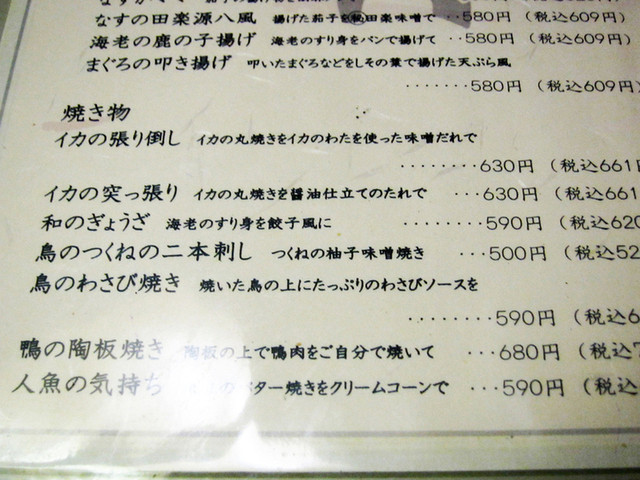 なすの田楽源八風 揚げた茄子を㊙田楽味噌で ‥580円 (税込609円)
海老の鹿の子揚げ 海老のすり身をパンで揚げて ‥580円 (税込609円)
まぐろの叩き揚げ 叩いたまぐろなどをしその葉で揚げた天ぷら風
‥‥‥‥580円 (税込609円)
焼き物
イカの張り倒し イカの丸焼きをイカのわたを使った味噌だれで
‥‥‥‥630円 (税込661円
イカの突っ張り イカの丸焼きを醤油仕立てのたれで ‥‥630円 (税込661
和のぎょうざ 海老のすり身を餃子風に ‥‥‥‥590円 (税込620
鳥のつくねの二本刺し つくねの柚子味噌焼き ‥‥500円 (税込52
鳥のわさび焼き 焼いた鳥の上にたっぷりのわさびソースを
‥‥‥‥590円 (税込6
鴨の陶板焼き 陶板の上で鴨肉をご自分で焼いて ‥‥680円 (税込7
人魚の気持ち のバター焼きをクリームコーンで ‥‥590円 (税込